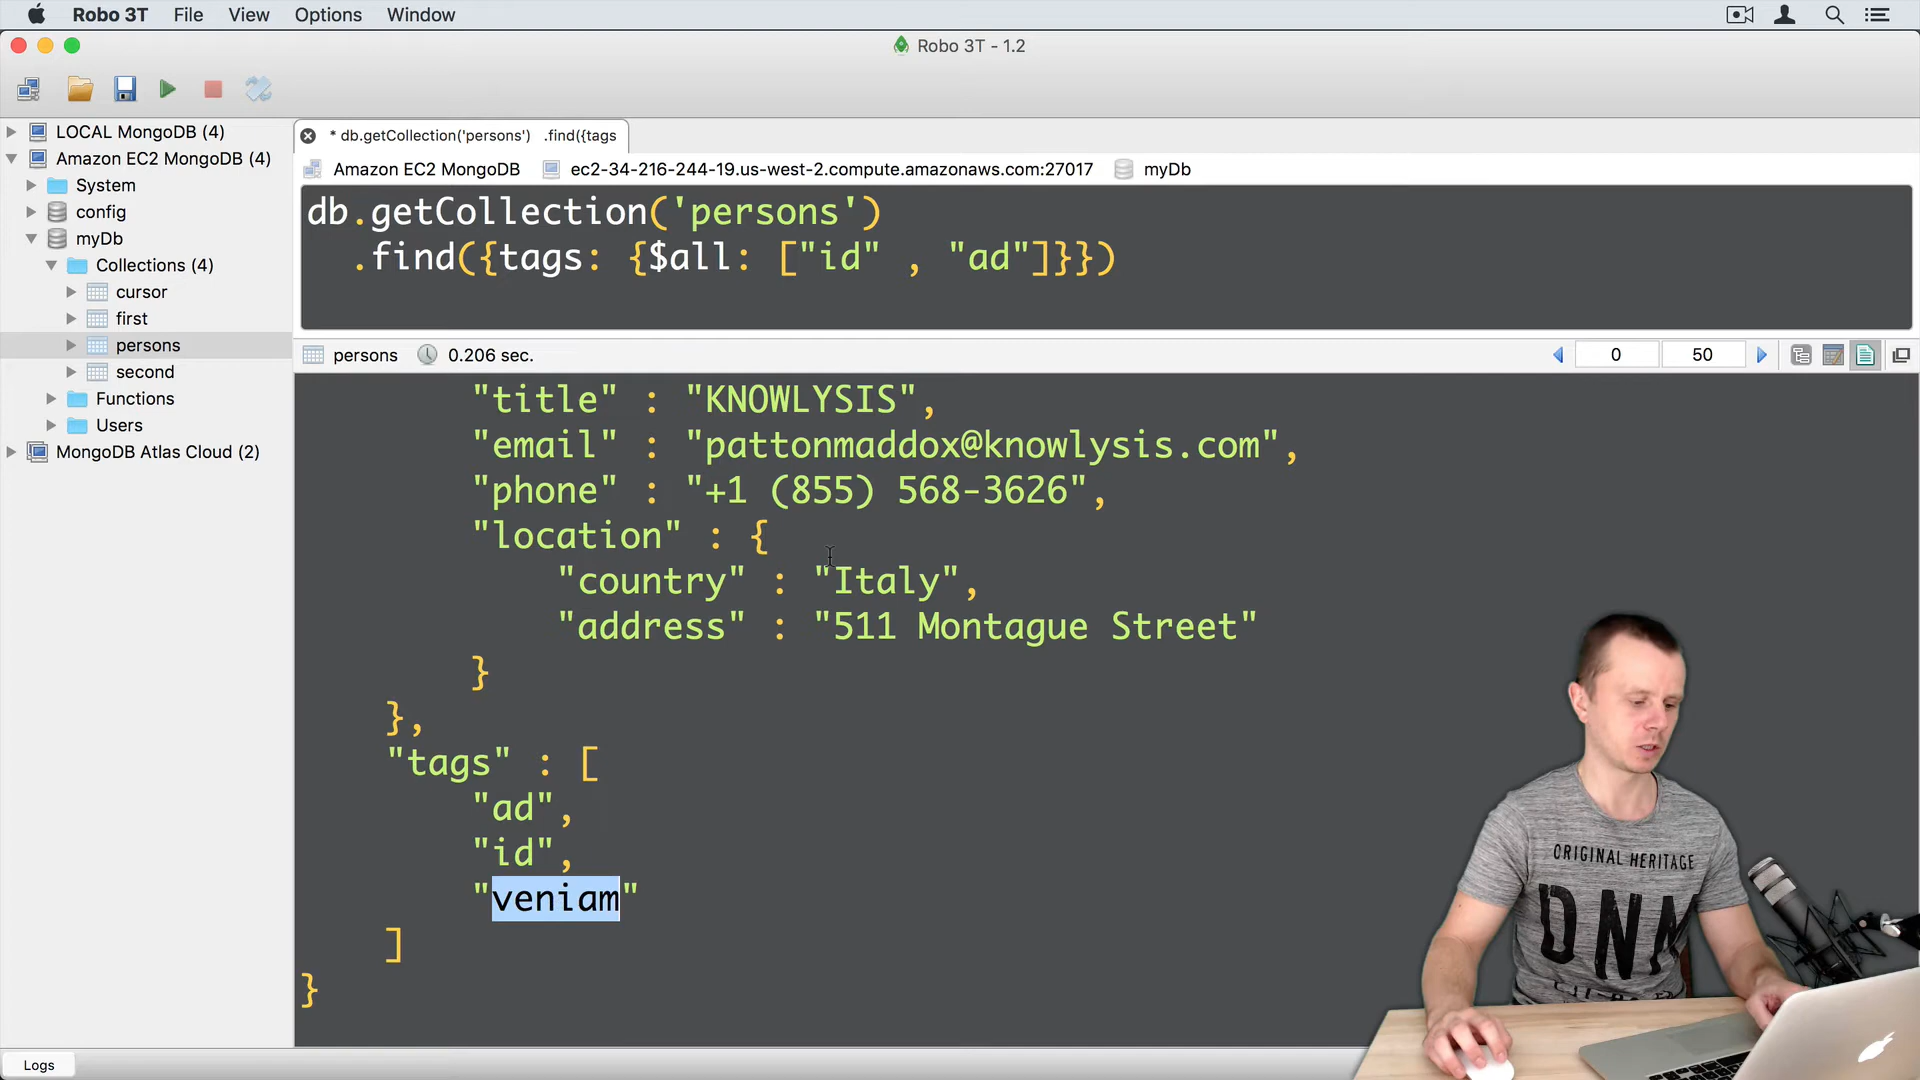 Robo 3T File View Options Window
Robo 3T - 1.2
LOCAL MongoDB (4)
Amazon EC2 MongoDB (4)
System
config
myDb
Collections (4)
cursor
first
persons
second
Functions
Users
MongoDB Atlas Cloud (2)
* db.getCollection('persons') .find({tags
Amazon EC2 MongoDB ec2-34-216-244-19.us-west-2.compute.amazonaws.com:27017 myDb
db.getCollection('persons')
.find({tags: {$all: ["id" , "ad"]}})
persons 0.206 sec. 0 50
"title" : "KNOWLYSIS",
"email" : "pattonmaddox@knowlysis.com",
"phone" : "+1 (855) 568-3626",
"location" : {
"country" : "Italy",
"address" : "511 Montague Street"
}
},
"tags" : [
"ad",
"id",
"veniam"
]
}
ORIGINAL HERITAGE
DNM
Logs